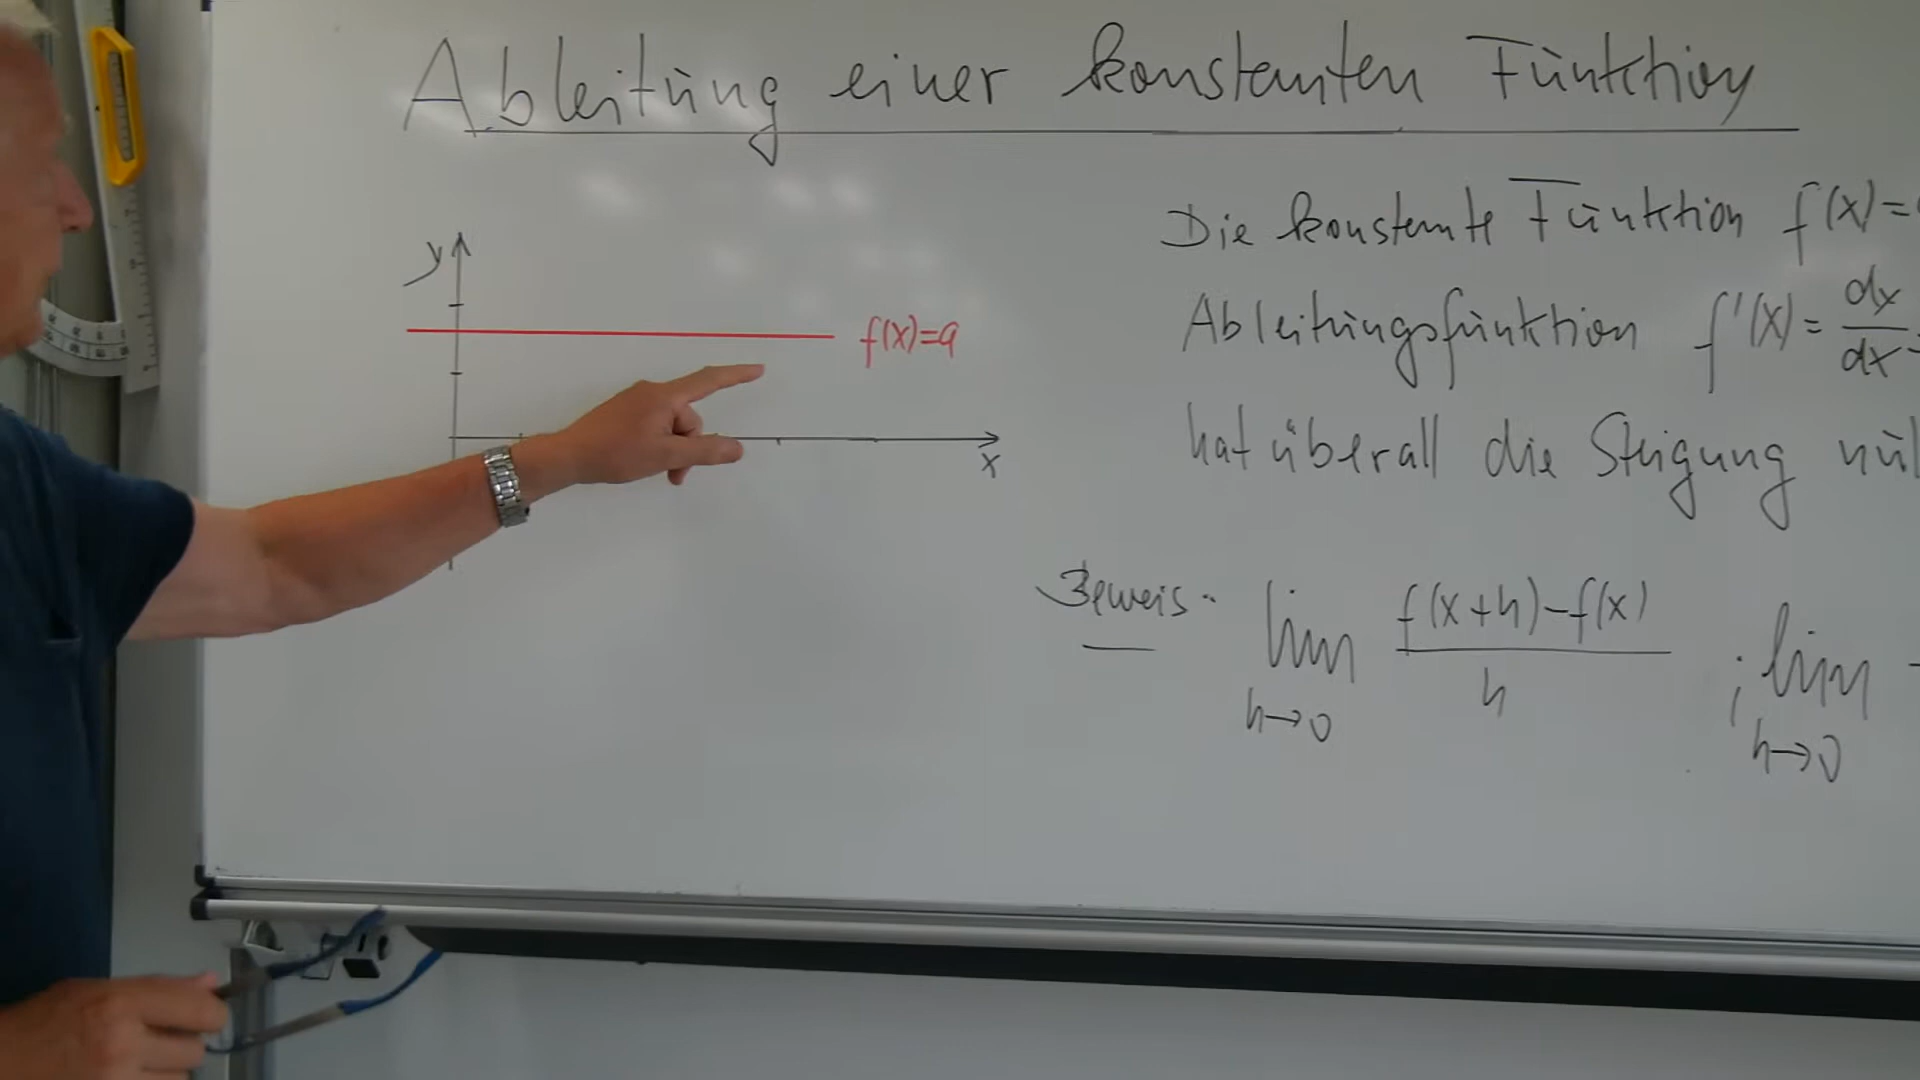 Ableitung einer konstanten Funktion
y
f(x)=a
x
Die konstante Funktion f(x)=
Ableitungsfunktion f'(x)= dy/dx =
hat überall die Steigung nul
Beweis: lim h→0 f(x+h)-f(x)/h ; lim h→0